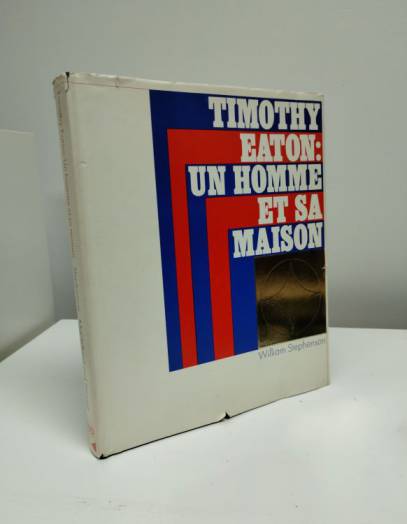 TIMOTHY
EATON:
UN HOMME
ET SA
MAISON
William Stephenson